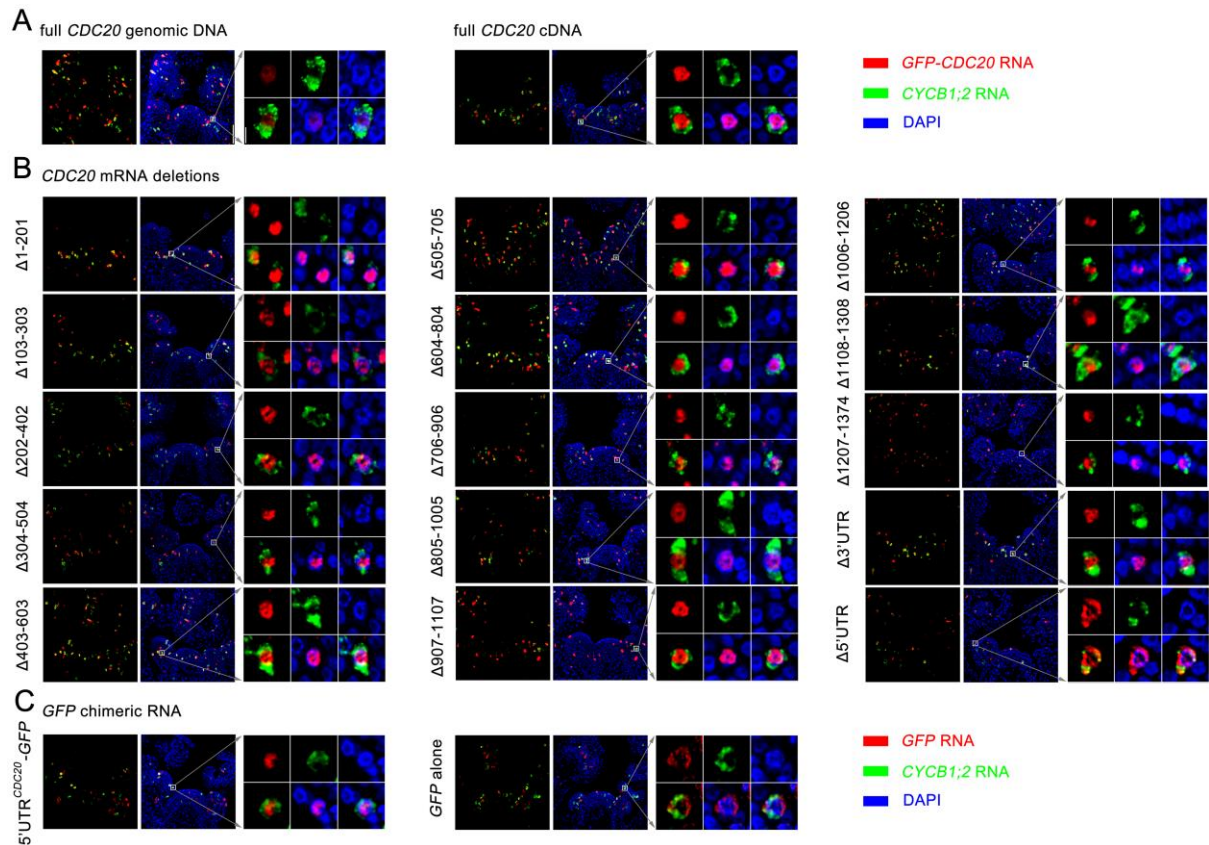 A
full CDC20 genomic DNA
full CDC20 cDNA
GFP-CDC20 RNA
CYCB1;2 RNA
DAPI
B
CDC20 mRNA deletions
Δ1-201
Δ103-303
Δ202-402
Δ304-504
Δ403-603
Δ505-705
Δ604-804
Δ706-906
Δ805-1005
Δ907-1107
Δ1006-1206
Δ1108-1308
Δ1207-1374
Δ3'UTR
Δ5'UTR
C
GFP chimeric RNA
5'UTRCDC20-GFP
GFP alone
GFP RNA
CYCB1;2 RNA
DAPI